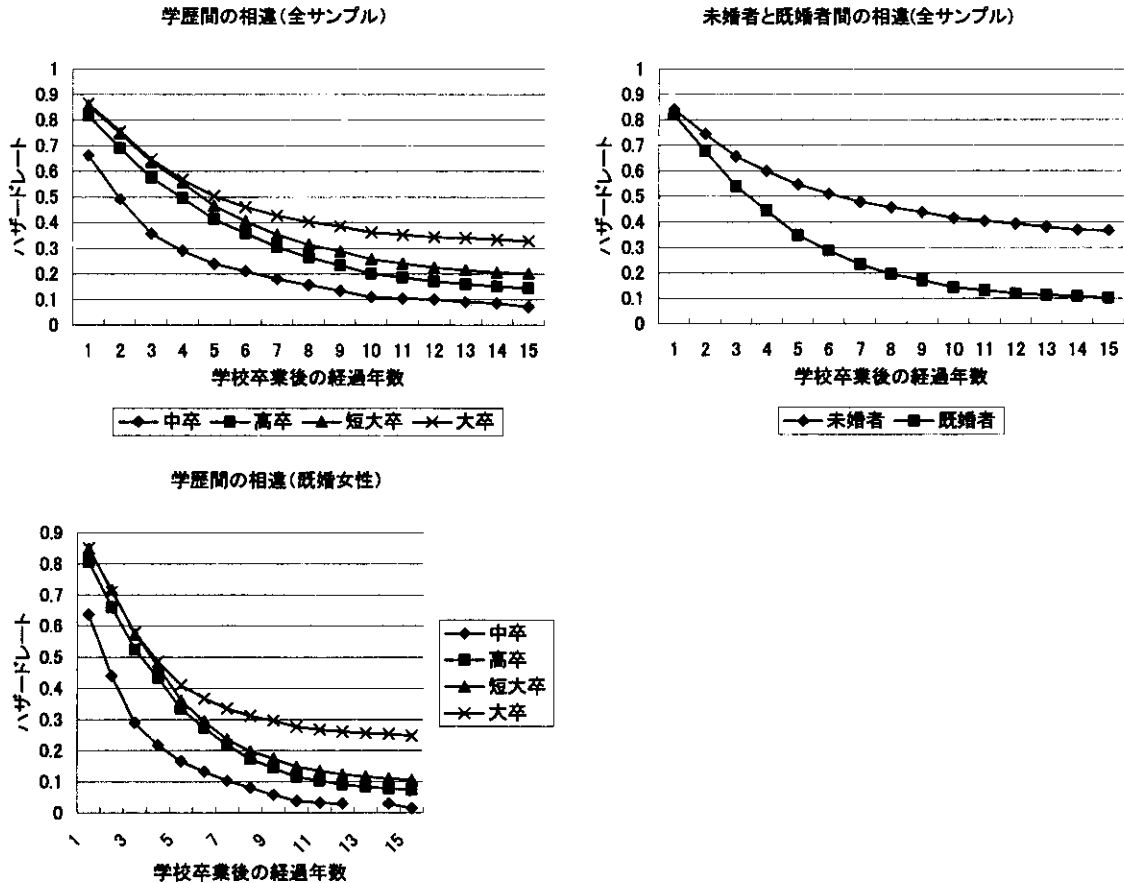 学歴間の相違(全サンプル)
1
0.9
0.8
0.7
0.6
0.5
0.4
0.3
0.2
0.1
0
ハザードレート
1 2 3 4 5 6 7 8 9 10 11 12 13 14 15
学校卒業後の経過年数
中卒 高卒 短大卒 大卒
未婚者と既婚者間の相違(全サンプル)
1
0.9
0.8
0.7
0.6
0.5
0.4
0.3
0.2
0.1
0
ハザードレート
1 2 3 4 5 6 7 8 9 10 11 12 13 14 15
学校卒業後の経過年数
未婚者 既婚者
学歴間の相違(既婚女性)
0.9
0.8
0.7
0.6
0.5
0.4
0.3
0.2
0.1
0
ハザードレート
1 3 5 7 9 11 13 15
学校卒業後の経過年数
中卒
高卒
短大卒
大卒